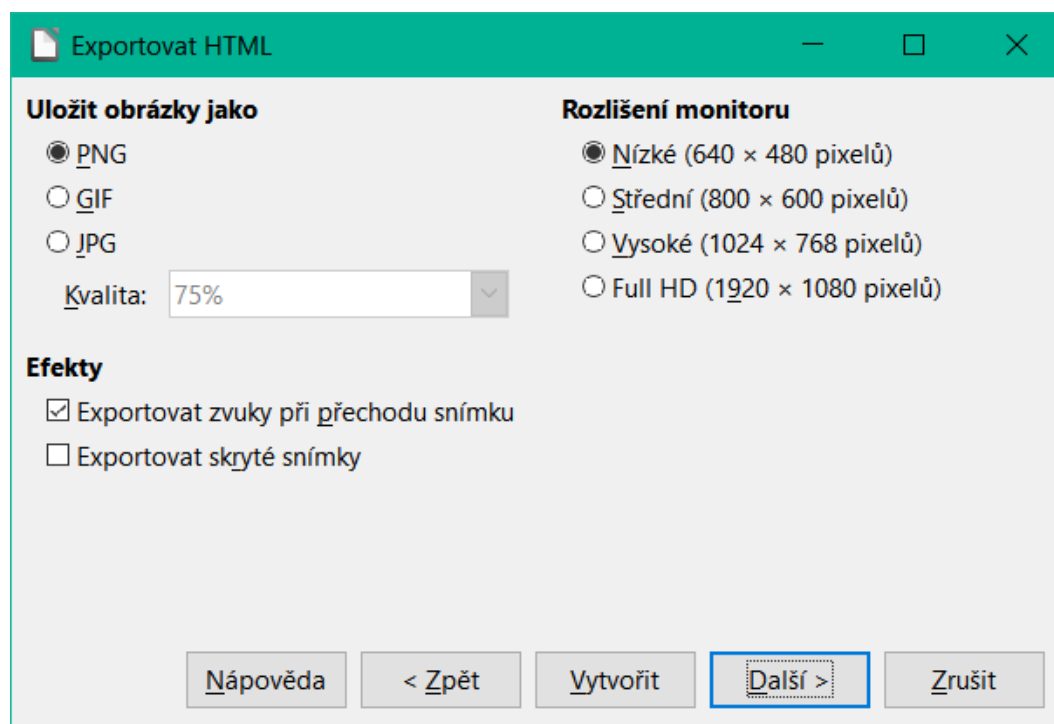 Exportovat HTML
Uložit obrázky jako
PNG
GIF
JPG
Kvalita: 75%
Rozlišení monitoru
Nízké (640 × 480 pixelů)
Střední (800 × 600 pixelů)
Vysoké (1024 × 768 pixelů)
Full HD (1920 × 1080 pixelů)
Efekty
Exportovat zvuky při přechodu snímku
Exportovat skryté snímky
Nápověda
< Zpět
Vytvořit
Další >
Zrušit